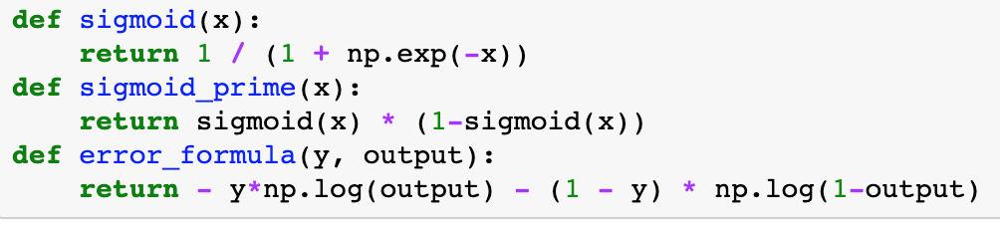 def sigmoid(x):
    return 1 / (1 + np.exp(-x))
def sigmoid_prime(x):
    return sigmoid(x) * (1-sigmoid(x))
def error_formula(y, output):
    return - y*np.log(output) - (1 - y) * np.log(1-output)